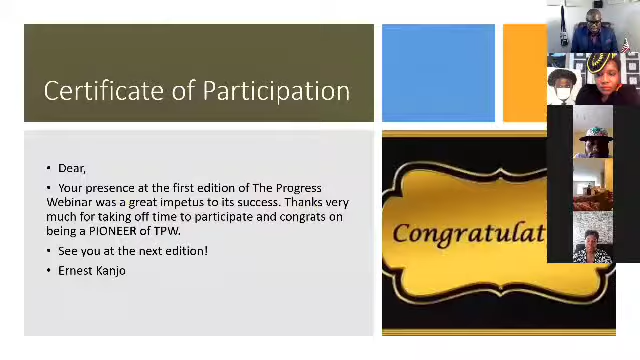 Certificate of Participation
• Dear,
• Your presence at the first edition of The Progress
Webinar was a great impetus to its success. Thanks very
much for taking off time to participate and congrats on
being a PIONEER of TPW.
• See you at the next edition!
• Ernest Kanjo
Congratulat